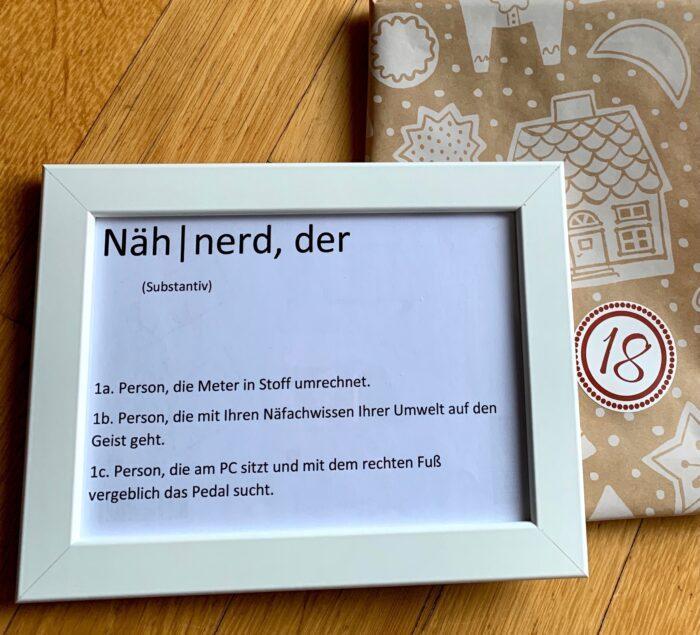 Näh|nerd, der
(Substantiv)
1a. Person, die Meter in Stoff umrechnet.
1b. Person, die mit Ihren Näfachwissen Ihrer Umwelt auf den
Geist geht.
1c. Person, die am PC sitzt und mit dem rechten Fuß
vergeblich das Pedal sucht.
18